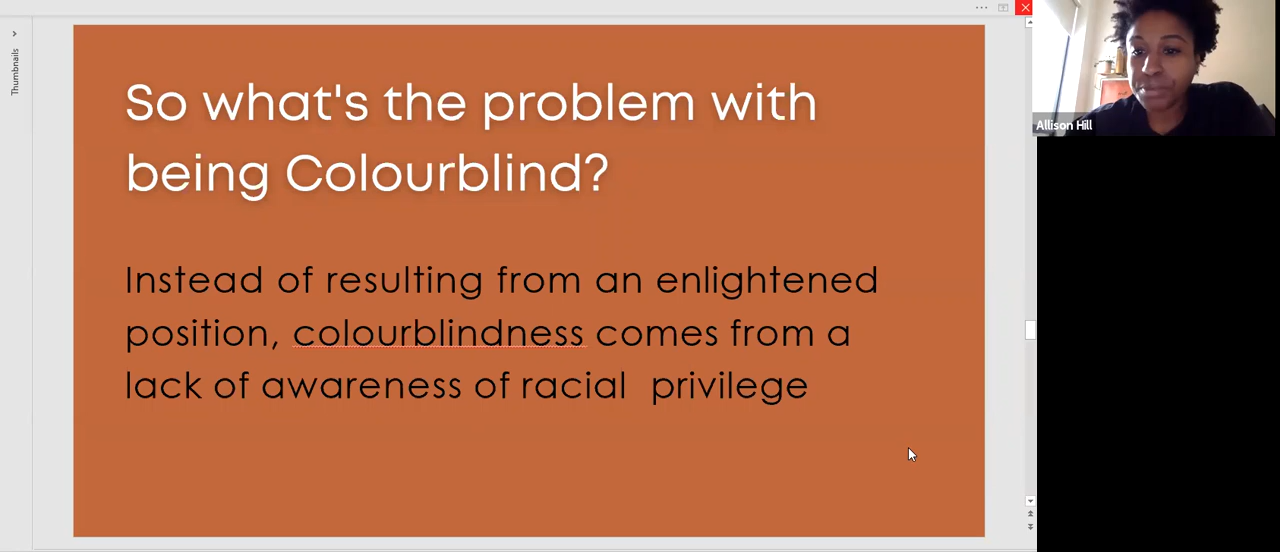 Thumbnails
So what's the problem with
being Colourblind?
Instead of resulting from an enlightened
position, colourblindness comes from a
lack of awareness of racial  privilege
Allison Hill